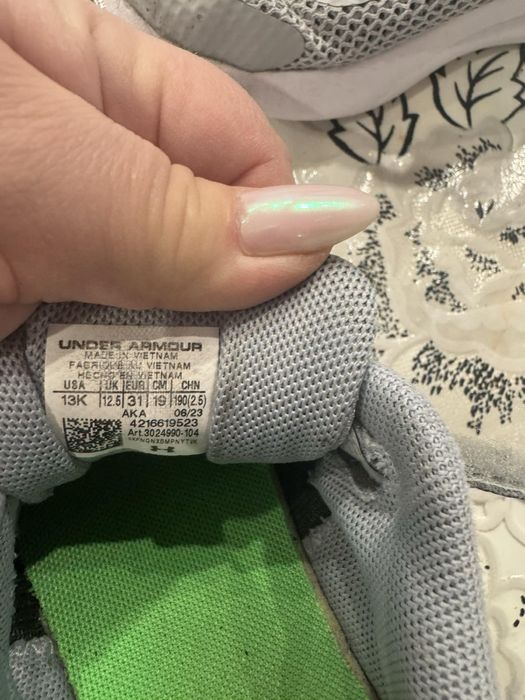 UNDER ARMOUR
MADE IN VIETNAM
FABRIQUÉ AU VIETNAM
HECHO EN VIETNAM
USA UK EUR CM CHN
13K 12.5 31 19 190(2.5)
AKA 06/23
4216619523
Art.3024990-104